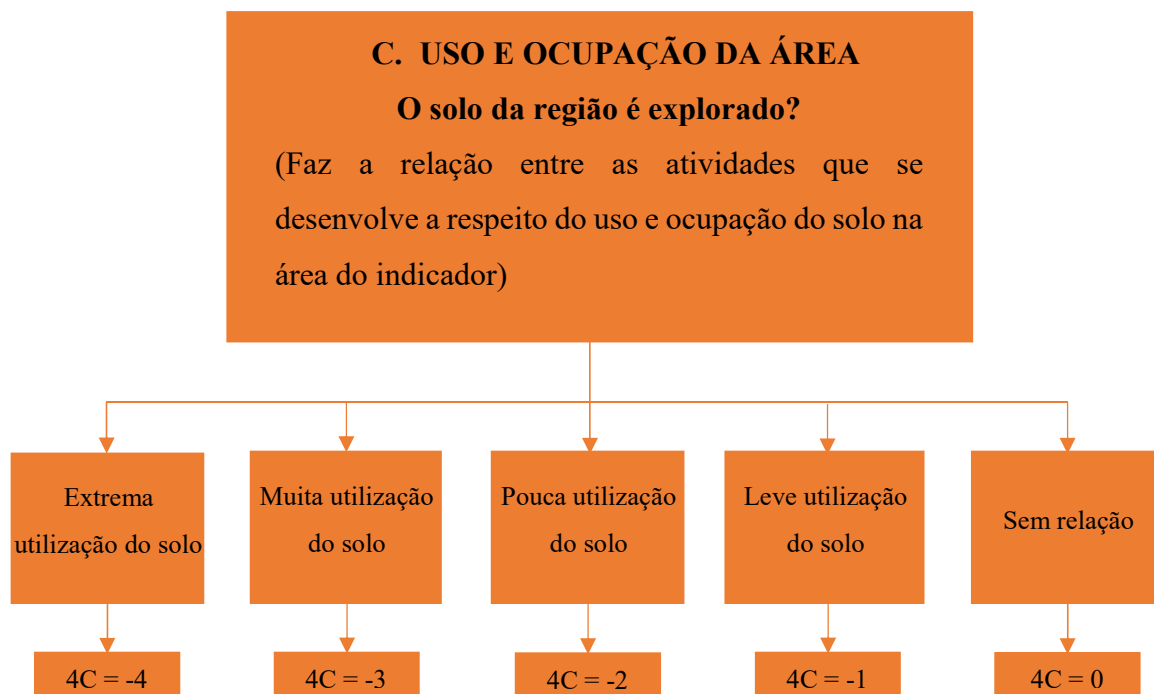 C. USO E OCUPAÇÃO DA ÁREA
O solo da região é explorado?
(Faz a relação entre as atividades que se
desenvolve a respeito do uso e ocupação do solo na
área do indicador)
Extrema
utilização do solo
Muita utilização
do solo
Pouca utilização
do solo
Leve utilização
do solo
Sem relação
4C = -4
4C = -3
4C = -2
4C = -1
4C = 0